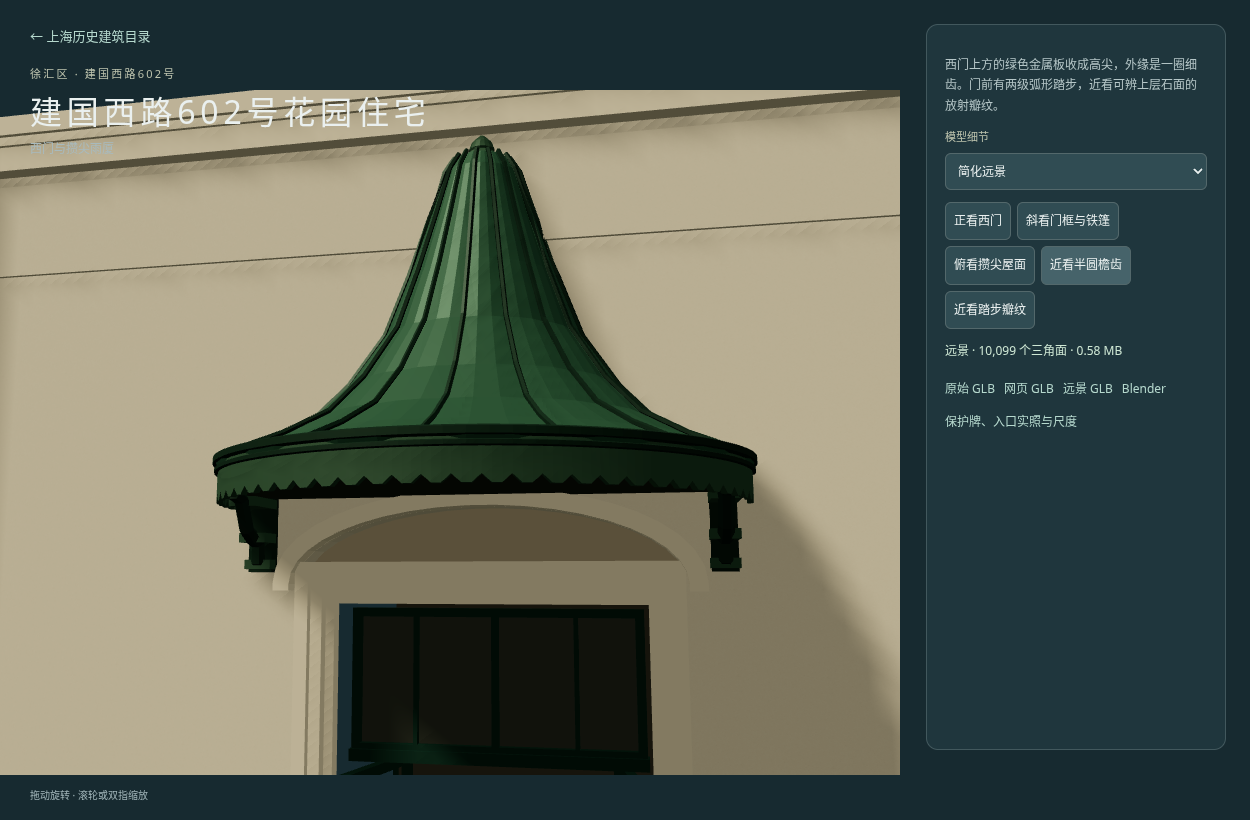 ← 上海历史建筑目录
徐汇区 · 建国西路602号
建国西路602号花园住宅
拖动旋转 · 滚轮或双指缩放
西门上方的绿色金属板收成高尖，外缘是一圈细
齿。门前有两级弧形踏步，近看可辨上层石面的
放射瓣纹。
模型细节
简化远景
正看西门 斜看门框与铁篷
俯看攒尖屋面 近看半圆檐齿
近看踏步瓣纹
远景 · 10,099 个三角面 · 0.58 MB
原始 GLB 网页 GLB 远景 GLB Blender
保护牌、入口实照与尺度